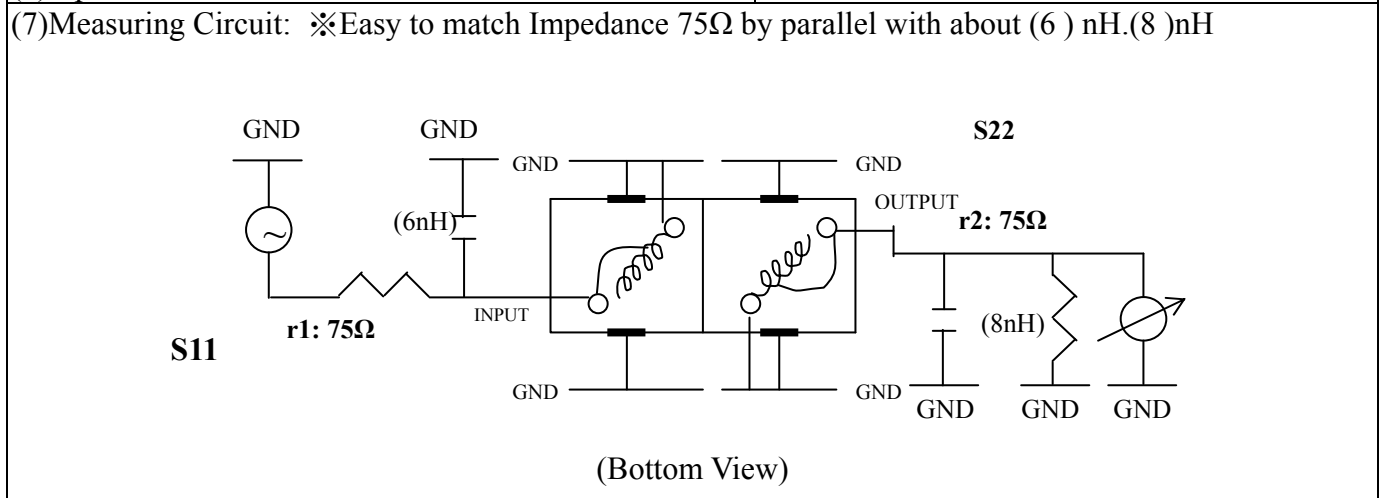 (7)Measuring Circuit: ※Easy to match Impedance 75Ω by parallel with about (6 ) nH.(8 )nH
GND GND S22
GND GND
OUTPUT
(6nH) r2: 75Ω
~
INPUT
r1: 75Ω (8nH)
S11
GND GND
GND GND GND
(Bottom View)